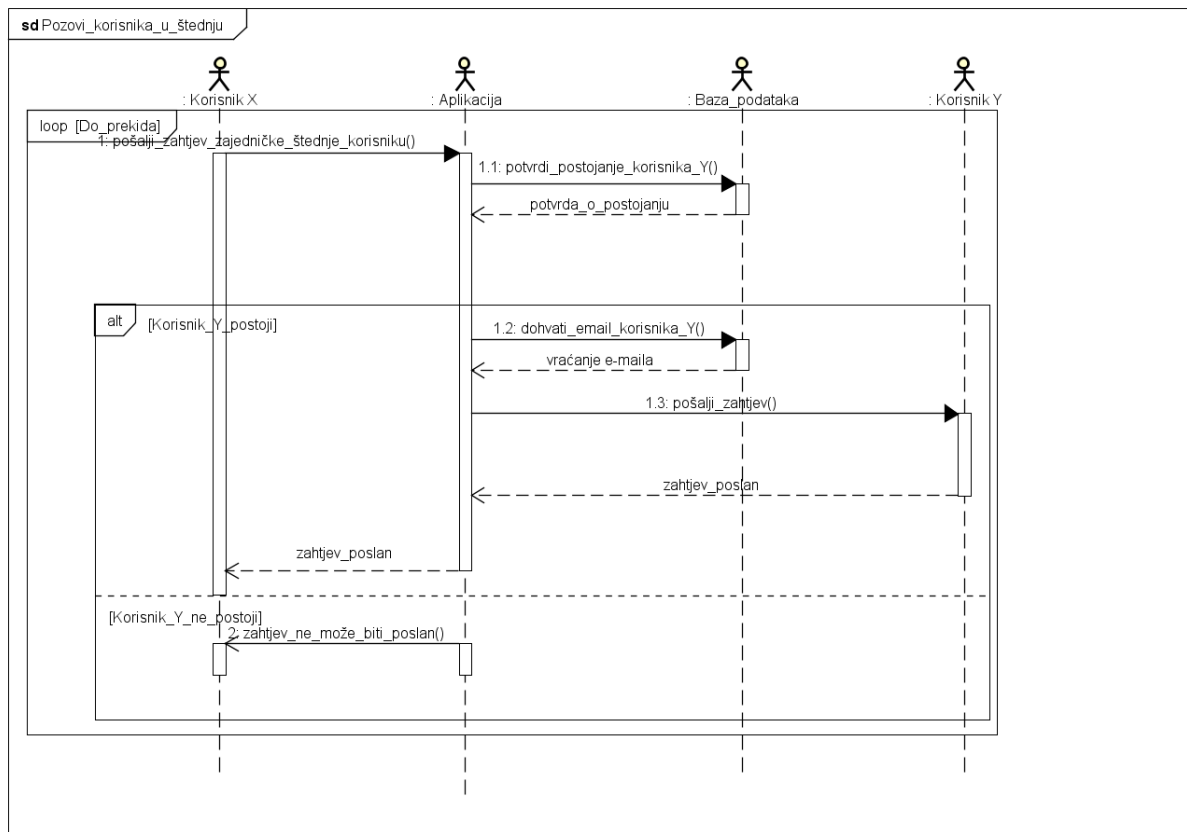 sd Pozovi_korisnika_u_štednju
: Korisnik X
: Aplikacija
: Baza_podataka
: Korisnik Y
loop [Do_prekida]
1: pošalji_zahtjev_zajedničke_štednje_korisniku()
1.1: potvrdi_postojanje_korisnika_Y()
potvrda_o_postojanju
alt [Korisnik_Y_postoji]
1.2: dohvati_email_korisnika_Y()
vraćanje e-maila
1.3: pošalji_zahtjev()
zahtjev_poslan
zahtjev_poslan
[Korisnik_Y_ne_postoji]
2: zahtjev_ne_može_biti_poslan()